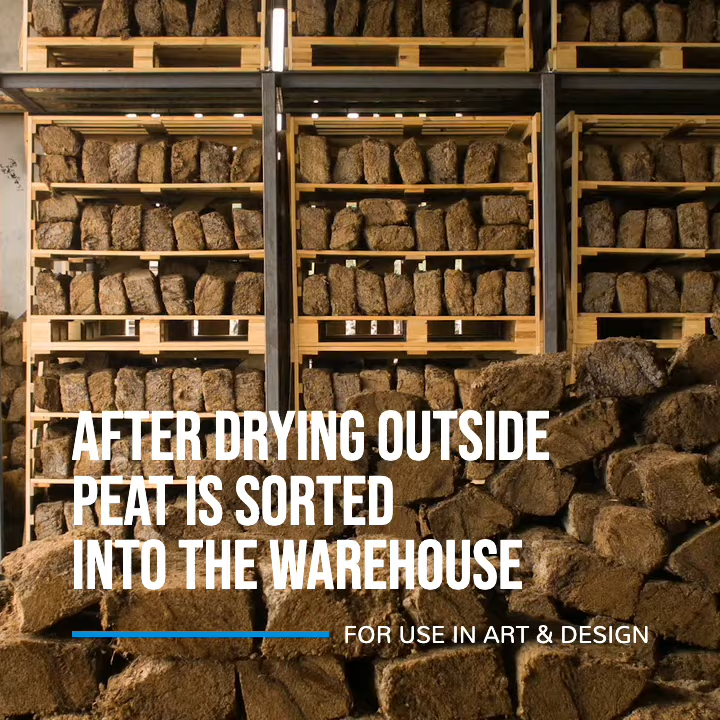 AFTER DRYING OUTSIDE
PEAT IS SORTED
INTO THE WAREHOUSE
FOR USE IN ART & DESIGN